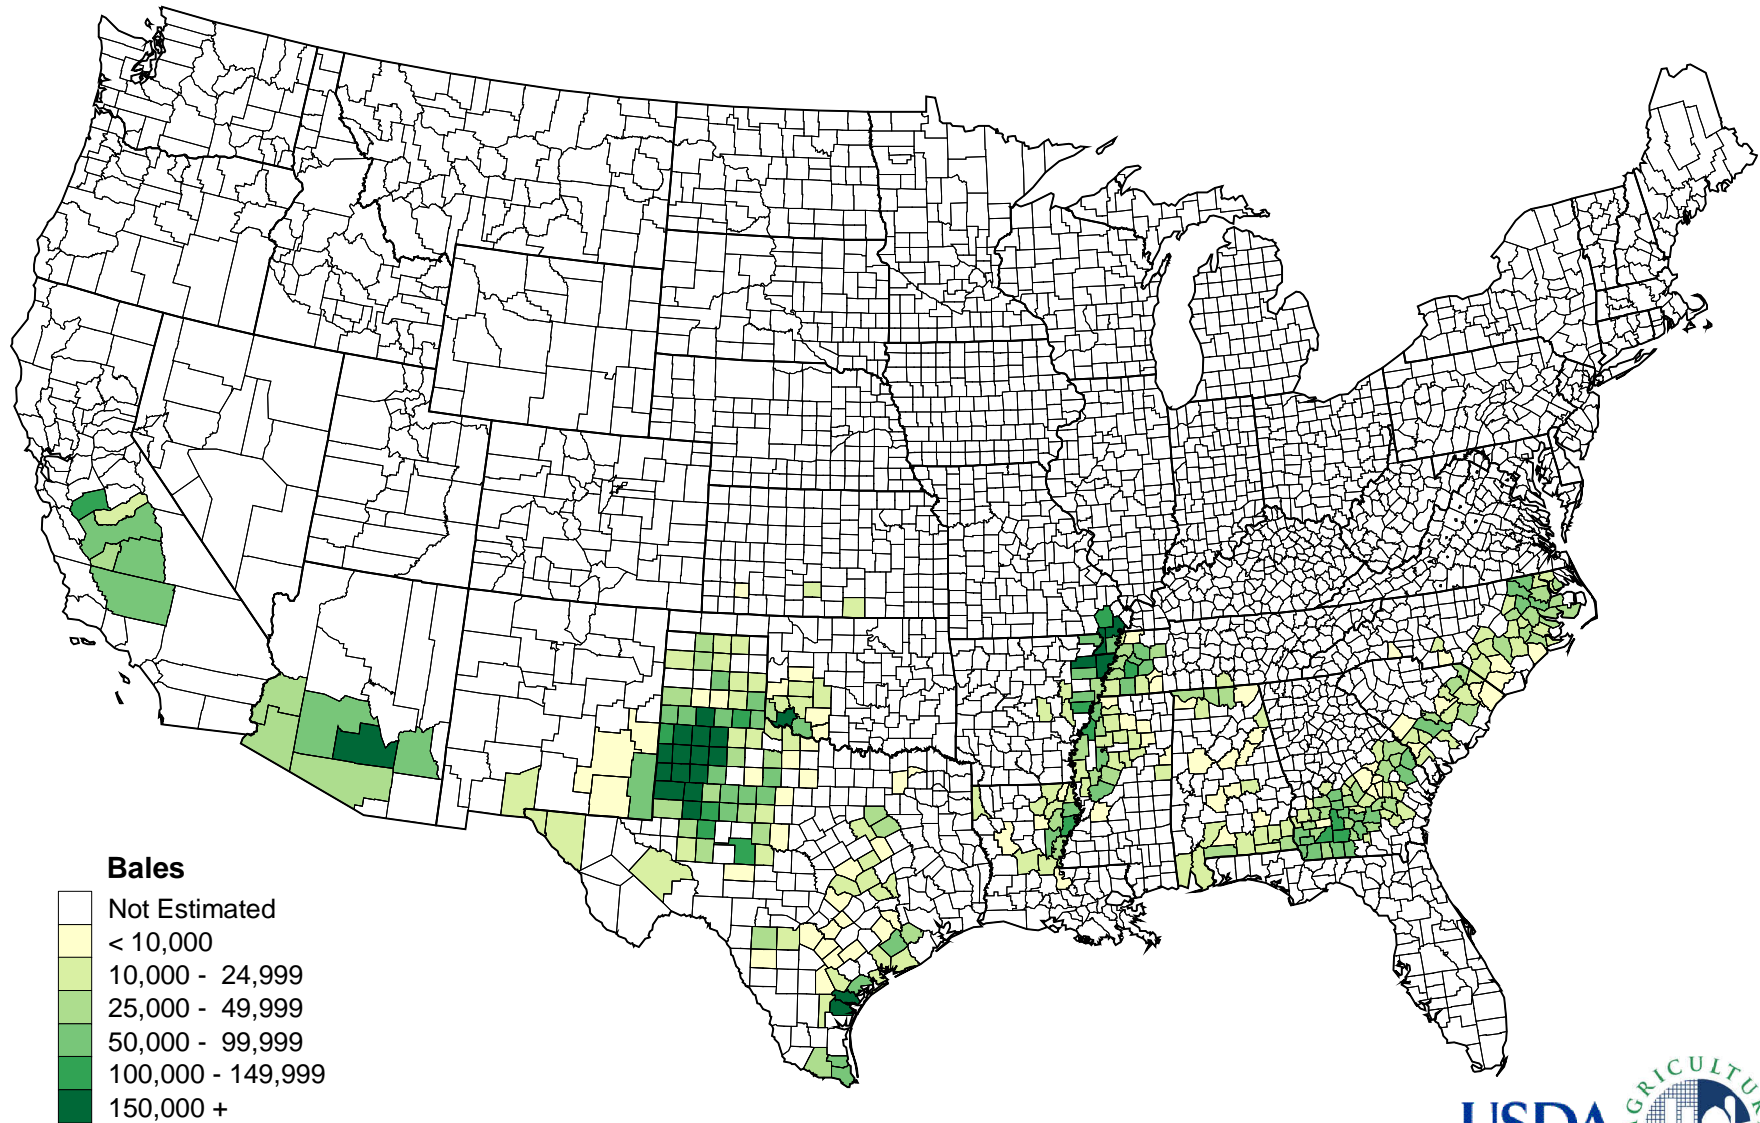 Bales
Not Estimated
< 10,000
10,000 - 24,999
25,000 - 49,999
50,000 - 99,999
100,000 - 149,999
150,000 +
USDA
AGRICULTUR